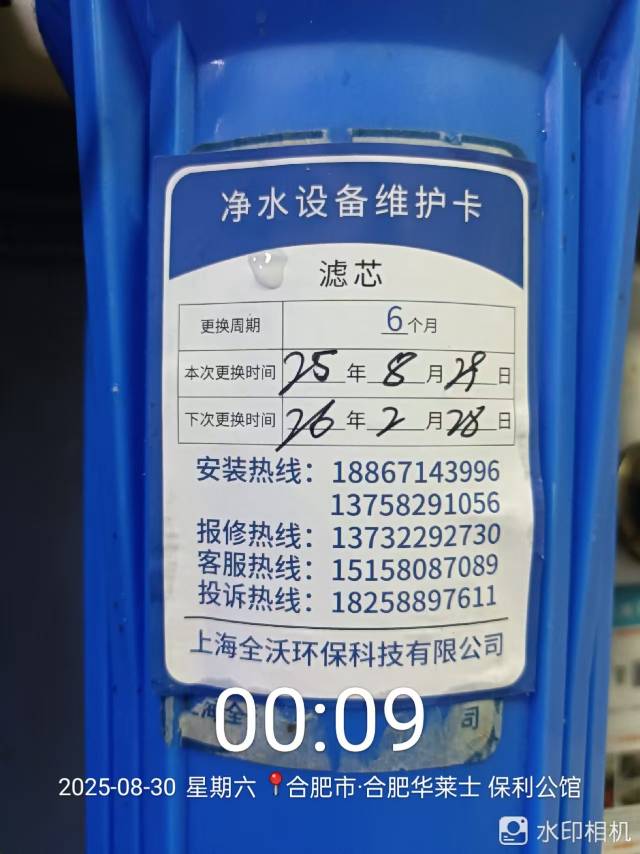 净水设备维护卡
滤芯
更换周期 6个月
本次更换时间 25年8月29日
下次更换时间 26年2月28日
安装热线：18867143996
13758291056
报修热线：13732292730
客服热线：15158087089
投诉热线：18258897611
上海全沃环保科技有限公司
上海全 司
00:09
2025-08-30 星期六 合肥市·合肥华莱士 保利公馆
水印相机